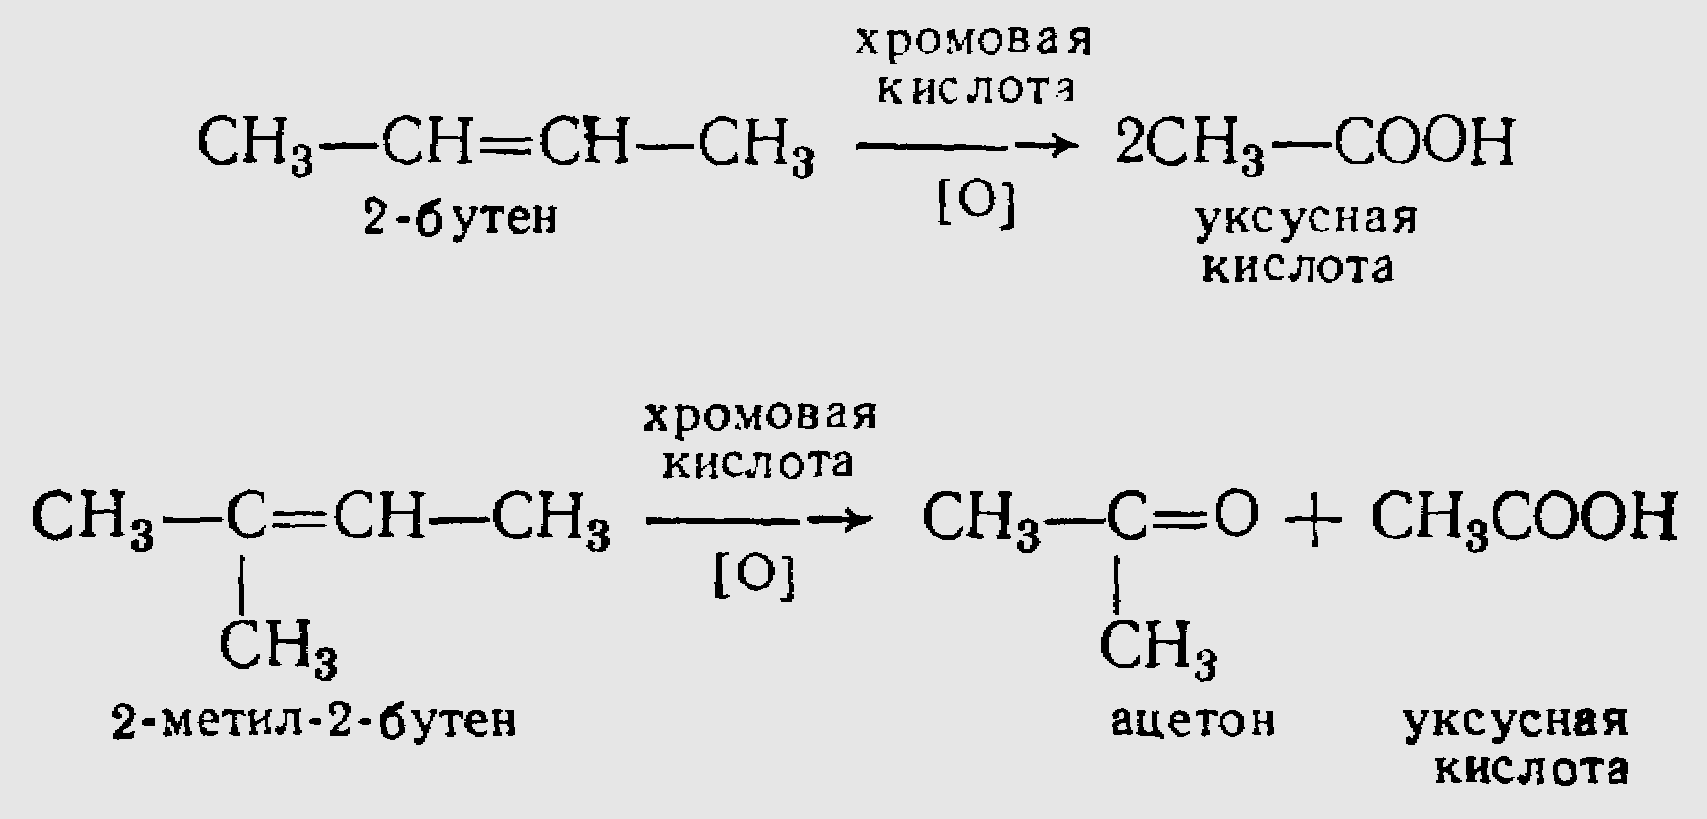 хромовая
кислота
CH₃—CH=CH—CH₃ → 2CH₃—COOH
[O]
2-бутен
уксусная
кислота
хромовая
кислота
CH₃—C=CH—CH₃ → CH₃—C=O + CH₃COOH
[O]
CH₃ CH₃
2-метил-2-бутен ацетон уксусная
кислота